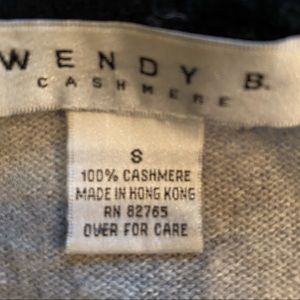 WENDY B.
CASHMERE
S
100% CASHMERE
MADE IN HONG KONG
RN 82765
OVER FOR CARE